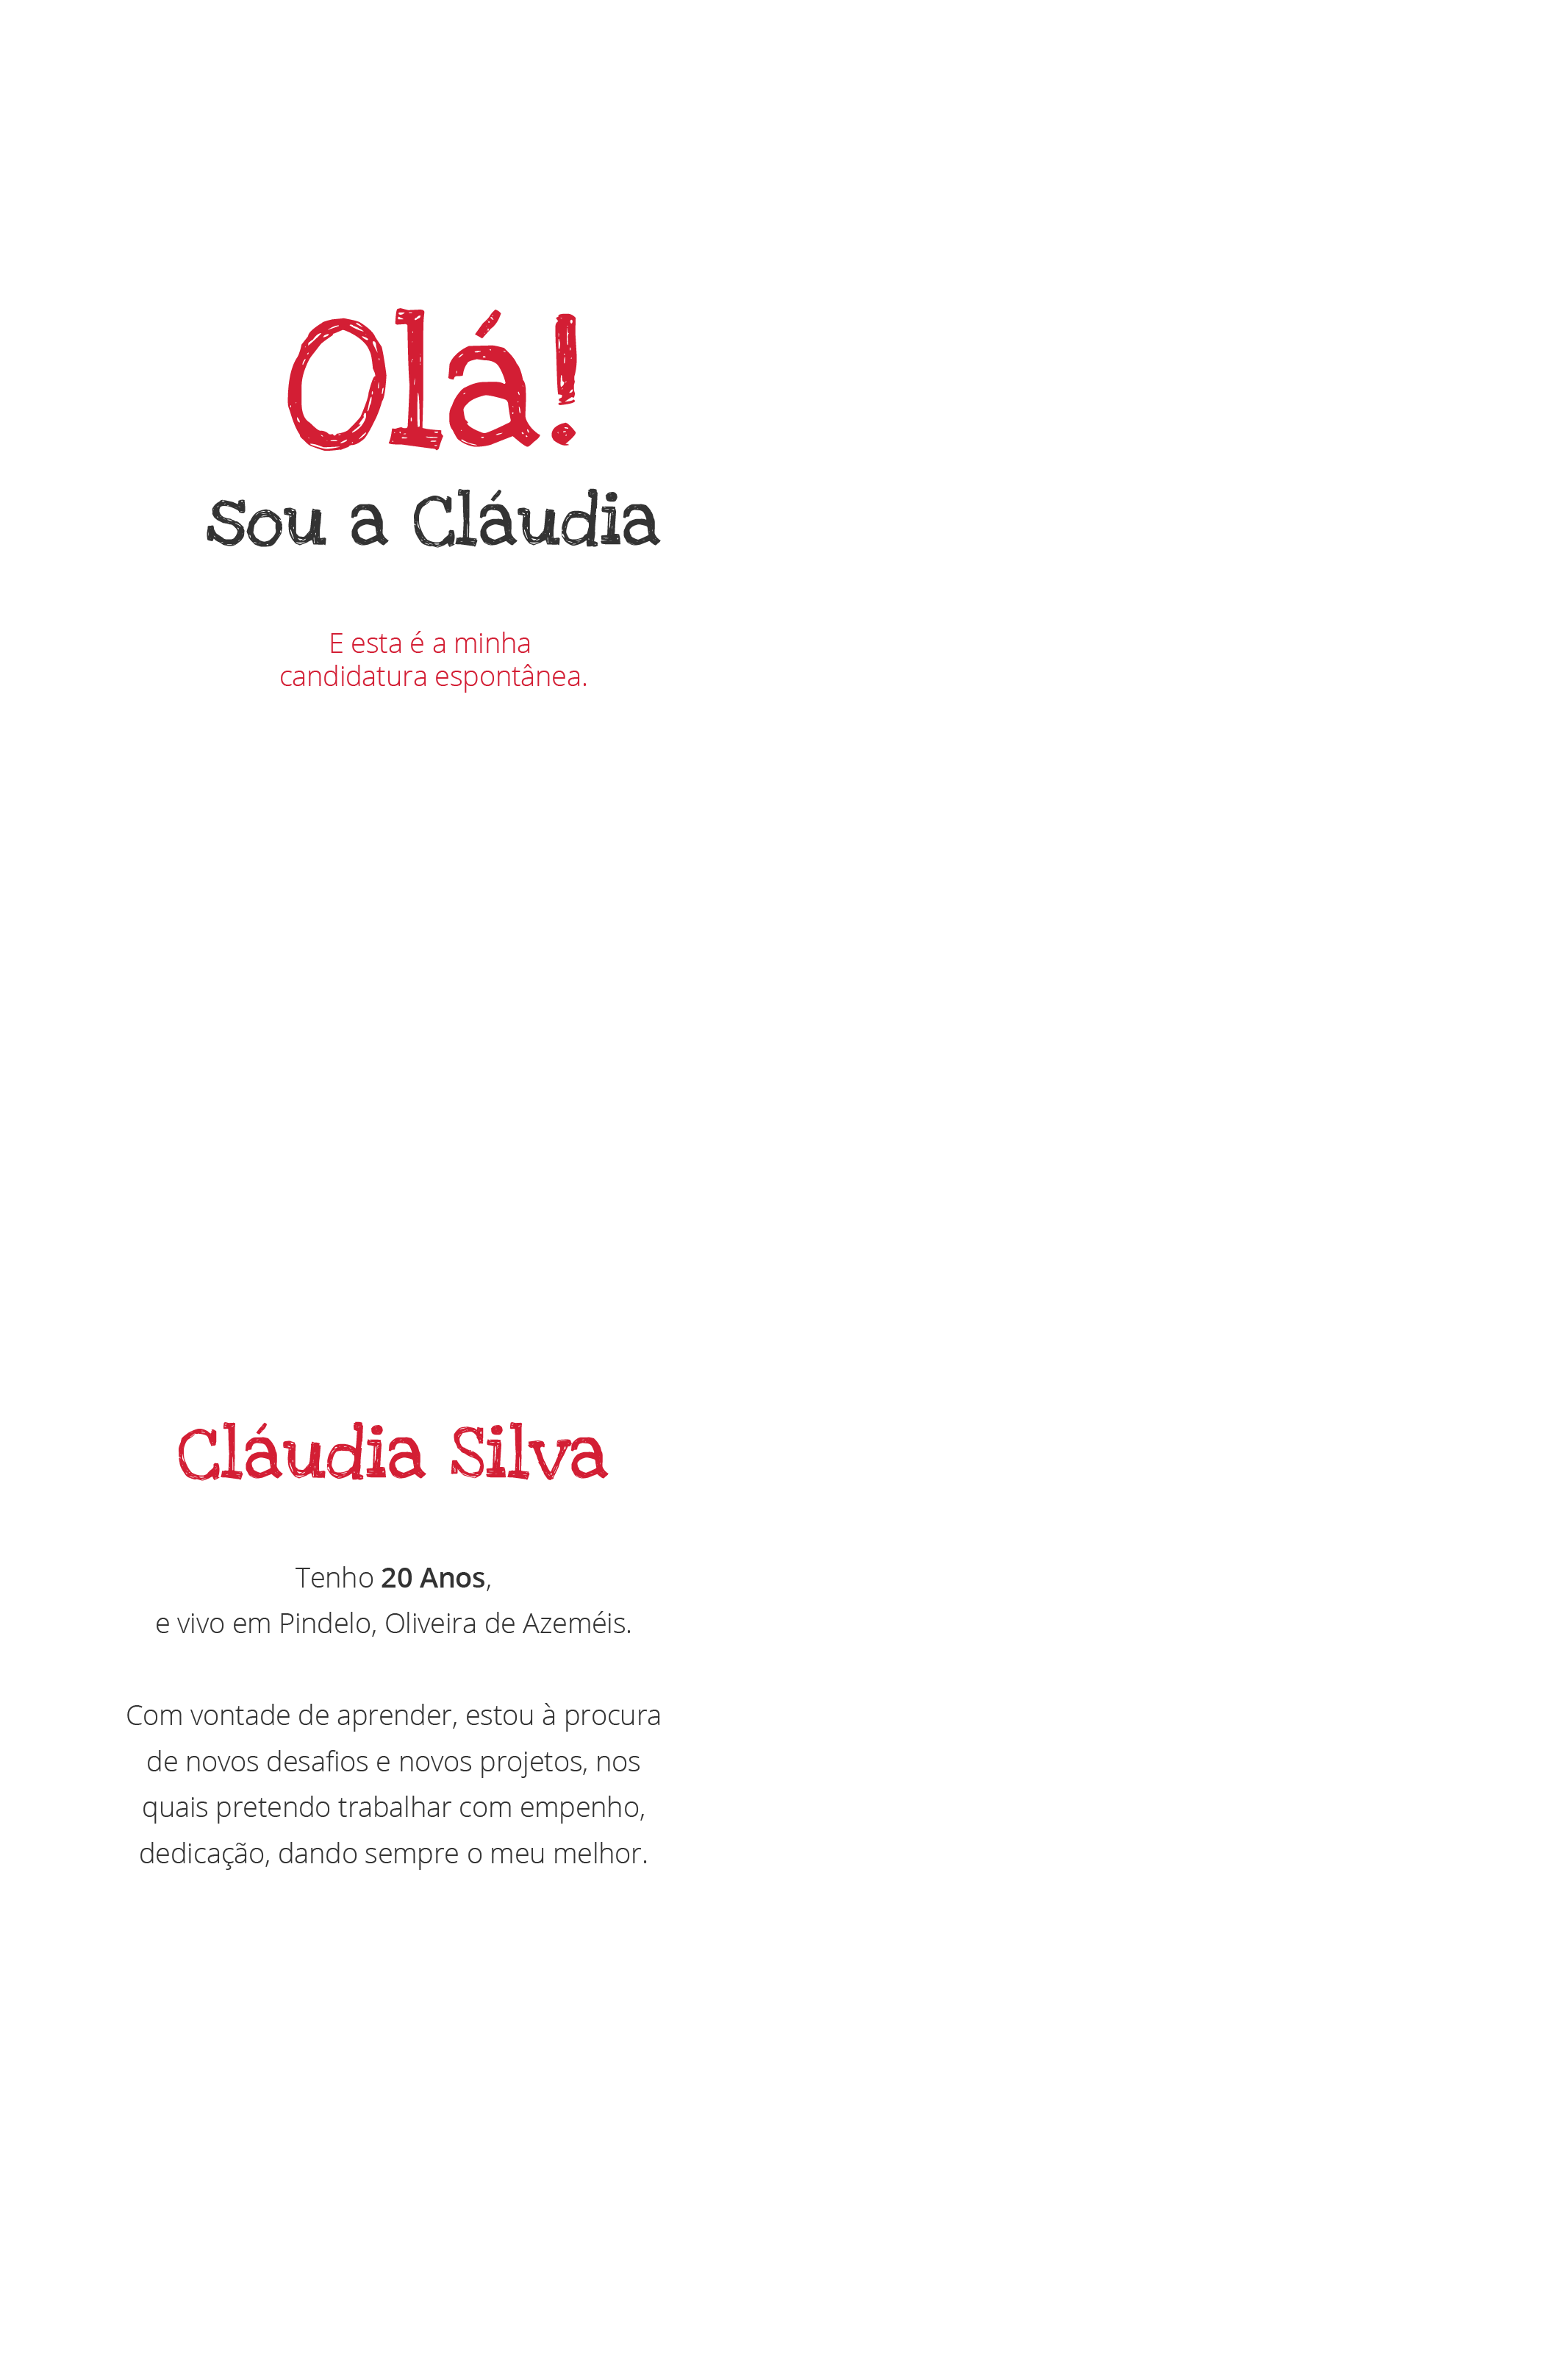 Olá!
Sou a Cláudia
E esta é a minha
candidatura espontânea.
Cláudia Silva
Tenho 20 Anos,
e vivo em Pindelo, Oliveira de Azeméis.
Com vontade de aprender, estou à procura
de novos desafios e novos projetos, nos
quais pretendo trabalhar com empenho,
dedicação, dando sempre o meu melhor.